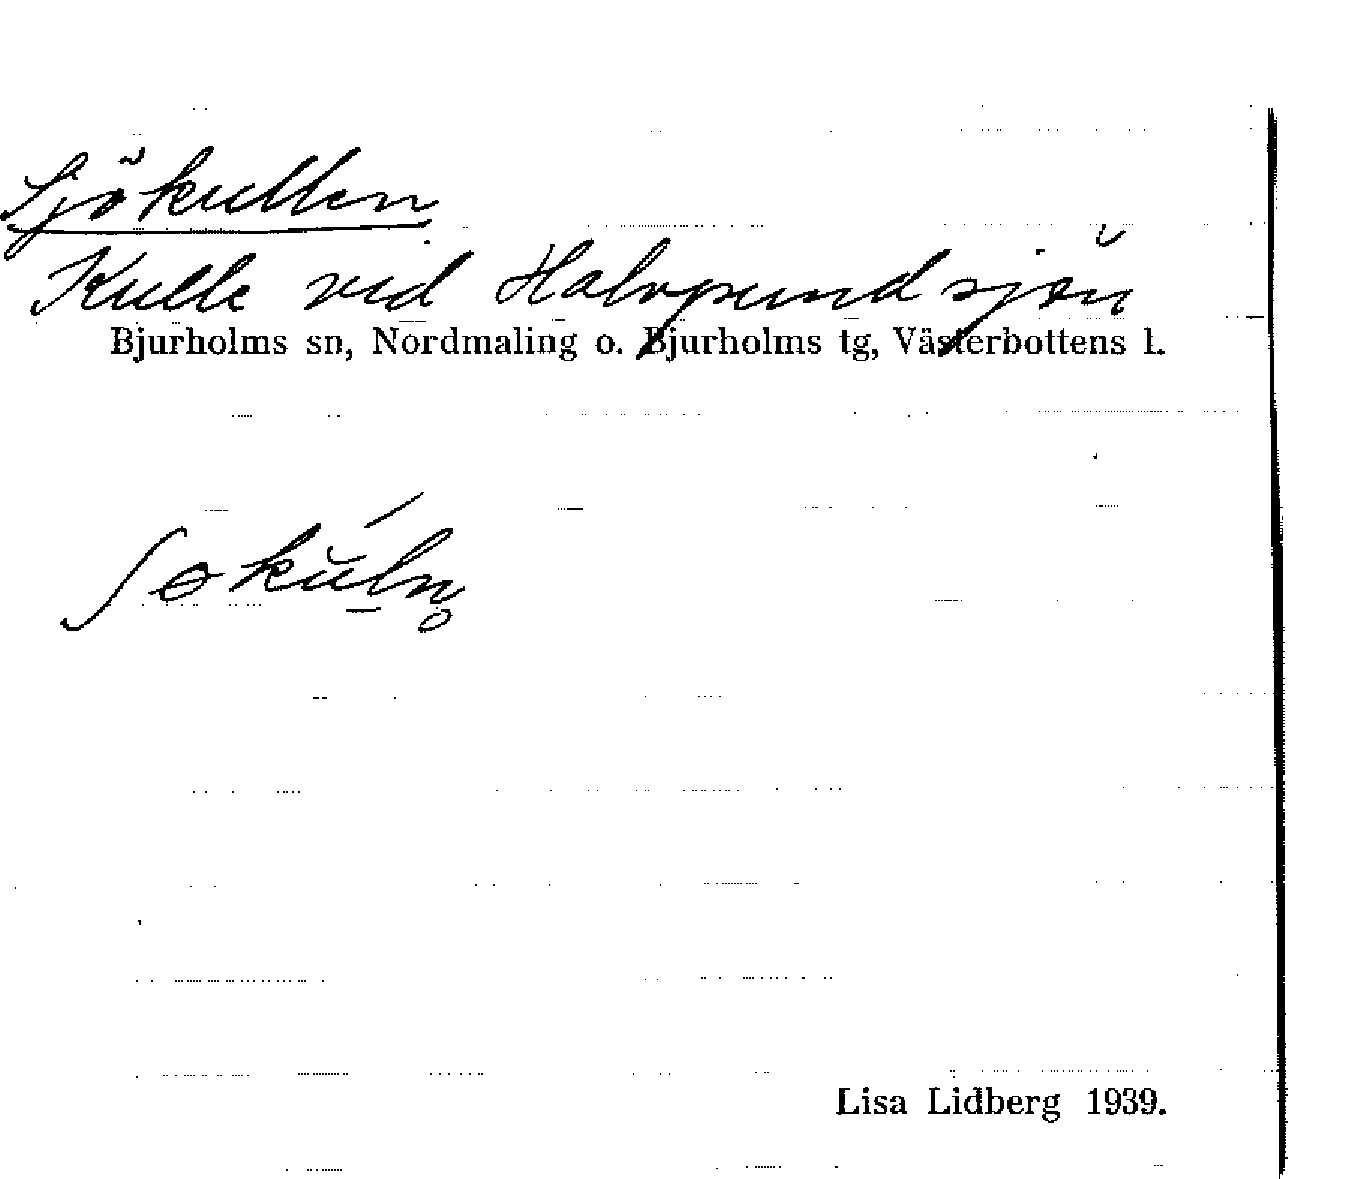 Sjökullen
Kulle vid Halvpundsjön
Bjurholms sn, Nordmaling o. Bjurholms tg, Västerbottens l.
Lisa Lidberg 1939.